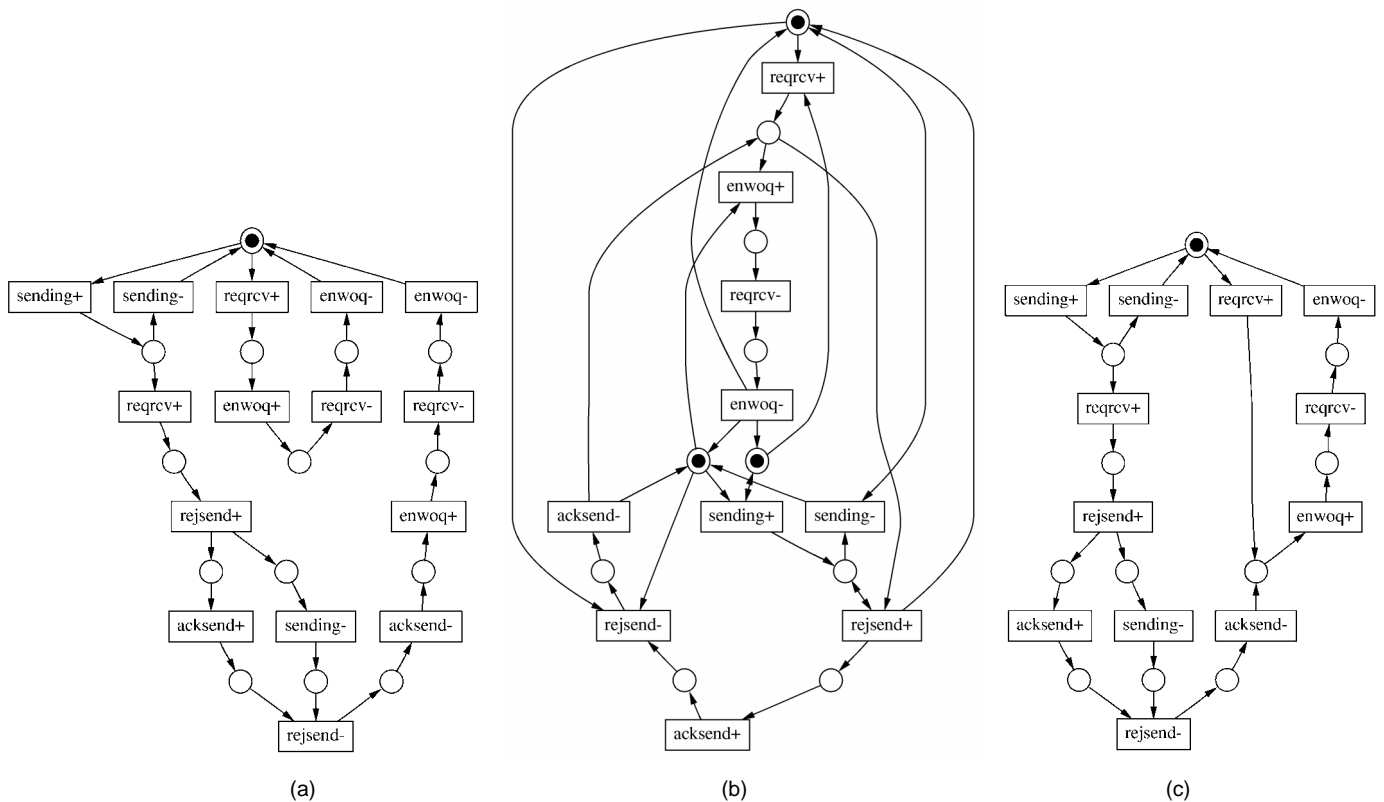 sending+ sending- reqrcv+ enwoq- enwoq-
reqrcv+ enwoq+ reqrcv- reqrcv-
rejsend+ enwoq+
acksend+ sending- acksend-
rejsend-
(a)
reqrcv+
enwoq+
reqrcv-
enwoq-
acksend- sending+ sending-
rejsend- rejsend+
acksend+
(b)
sending+ sending- reqrcv+ enwoq-
reqrcv+ reqrcv-
rejsend+ enwoq+
acksend+ sending- acksend-
rejsend-
(c)